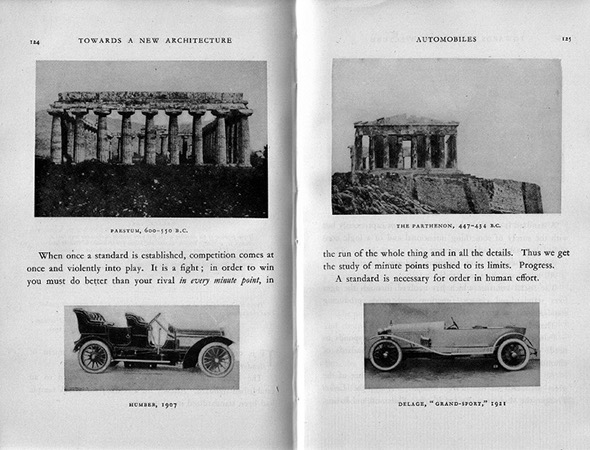 124 TOWARDS A NEW ARCHITECTURE
PAESTUM, 600-550 B.C.
When once a standard is established, competition comes at
once and violently into play. It is a fight; in order to win
you must do better than your rival in every minute point, in
HUMBER, 1907
AUTOMOBILES 125
THE PARTHENON, 447-434 B.C.
the run of the whole thing and in all the details. Thus we get
the study of minute points pushed to its limits. Progress.
A standard is necessary for order in human effort.
DELAGE, "GRAND-SPORT," 1921